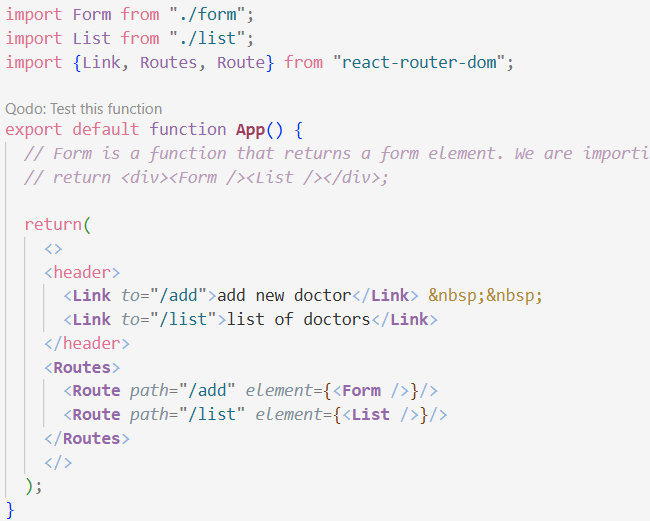 import Form from "./form";
import List from "./list";
import {Link, Routes, Route} from "react-router-dom";
Qodo: Test this function
export default function App() {
// Form is a function that returns a form element. We are importi
// return <div><Form /><List /></div>;
return(
<>
<header>
<Link to="/add">add new doctor</Link> &nbsp;&nbsp;
<Link to="/list">list of doctors</Link>
</header>
<Routes>
<Route path="/add" element={<Form />}/>
<Route path="/list" element={<List />}/>
</Routes>
</>
);
}